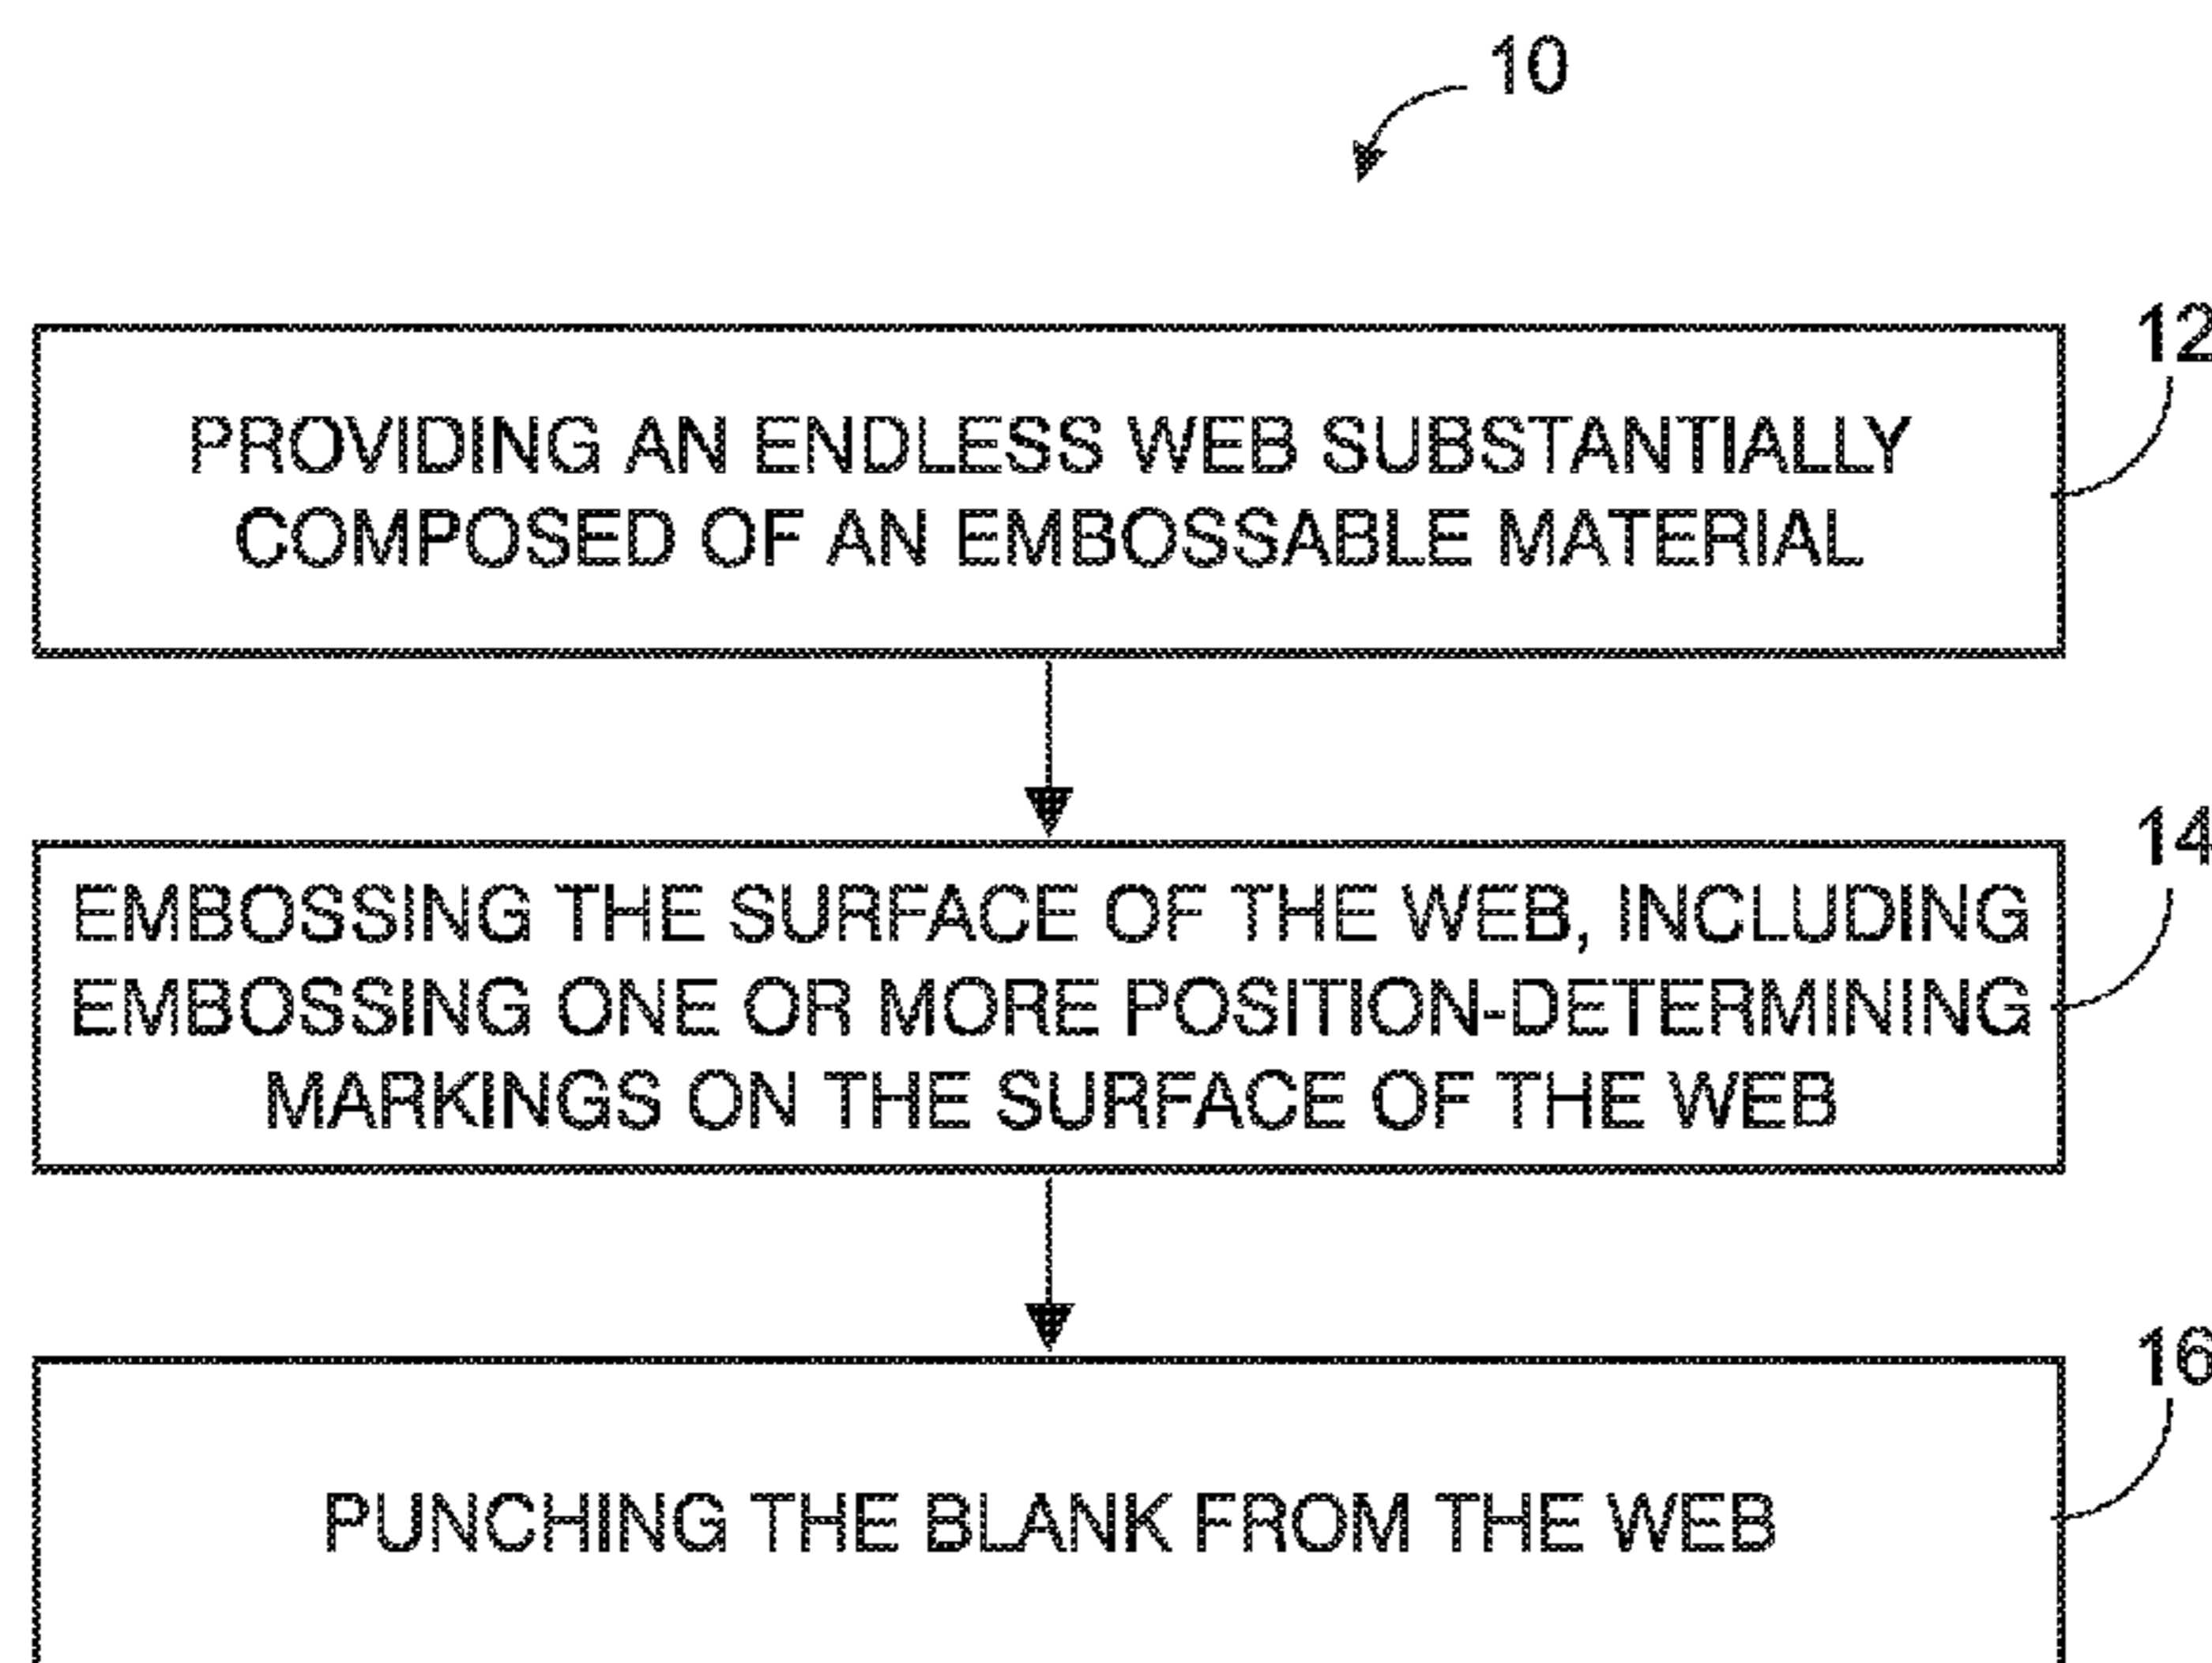 10
12
PROVIDING AN ENDLESS WEB SUBSTANTIALLY
COMPOSED OF AN EMBOSSABLE MATERIAL
14
EMBOSSING THE SURFACE OF THE WEB, INCLUDING
EMBOSSING ONE OR MORE POSITION-DETERMINING
MARKINGS ON THE SURFACE OF THE WEB
16
PUNCHING THE BLANK FROM THE WEB